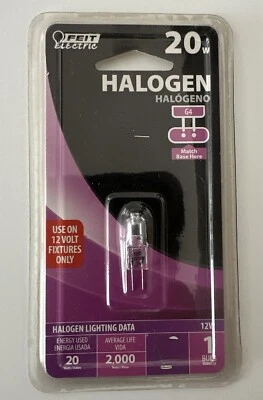 FEIT
Electric
20W
HALOGEN
HALÓGENO
G4
Match
Base Here
USE ON
12 VOLT
FIXTURES
ONLY
HALOGEN LIGHTING DATA
12V
ENERGY USED
ENERGIA USADA
20
AVERAGE LIFE
VIDA
2,000
1